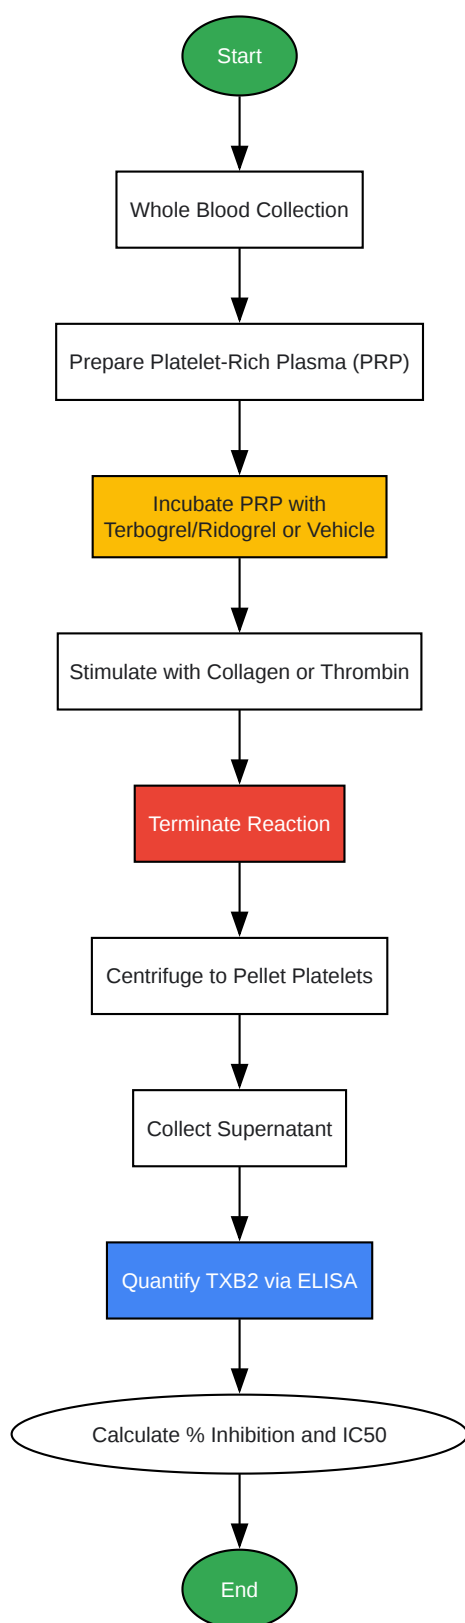 Start
Whole Blood Collection
Prepare Platelet-Rich Plasma (PRP)
Incubate PRP with
Terbogrel/Ridogrel or Vehicle
Stimulate with Collagen or Thrombin
Terminate Reaction
Centrifuge to Pellet Platelets
Collect Supernatant
Quantify TXB2 via ELISA
Calculate % Inhibition and IC50
End